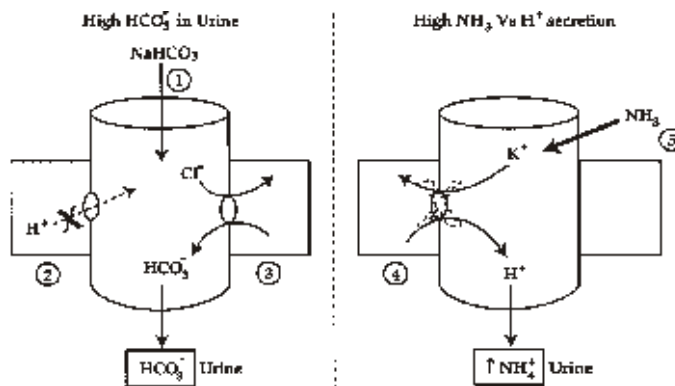 High HCO₃⁻ in Urine
NaHCO₃
①
Cl⁻
H⁺
②
HCO₃⁻
③
HCO₃⁻ Urine
High NH₃ Vs H⁺ secretion
NH₃
⑤
K⁺
④
H⁺
↑NH₄⁺ Urine